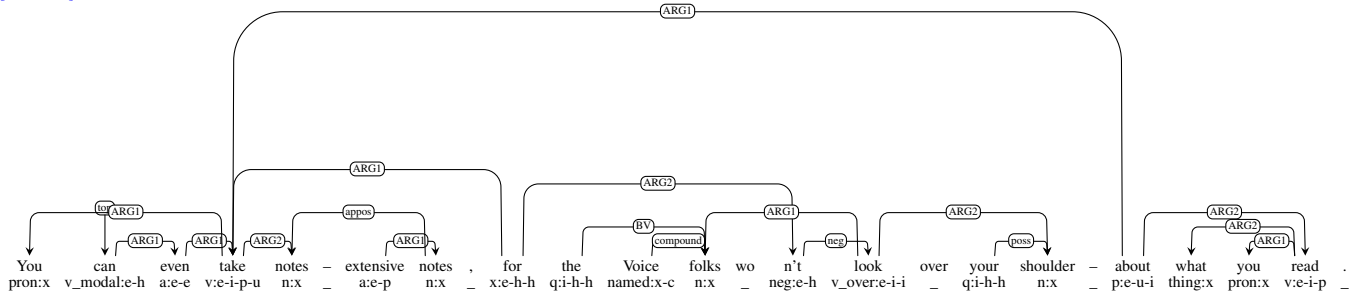 ARG1
ARG1
ARG2
top ARG1 appos BV ARG1 ARG2 ARG2
ARG1 ARG1 ARG2 ARG1 compound neg poss ARG2 ARG1
You can even take notes – extensive notes , for the Voice folks wo n't look over your shoulder – about what you read .
pron:x v_modal:e-h a:e-e v:e-i-p-u n:x _ a:e-p n:x _ x:e-h-h q:i-h-h named:x-c n:x _ neg:e-h v_over:e-i-i _ q:i-h-h n:x _ p:e-u-i thing:x pron:x v:e-i-p _